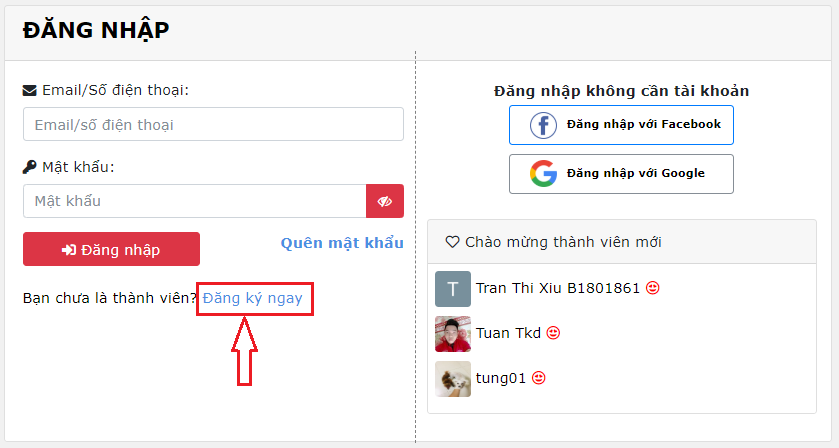 ĐĂNG NHẬP
Email/Số điện thoại:
Email/số điện thoại
Mật khẩu:
Mật khẩu
Đăng nhập
Quên mật khẩu
Bạn chưa là thành viên? Đăng ký ngay
Đăng nhập không cần tài khoản
Đăng nhập với Facebook
Đăng nhập với Google
Chào mừng thành viên mới
T
Tran Thi Xiu B1801861
Tuan Tkd
tung01